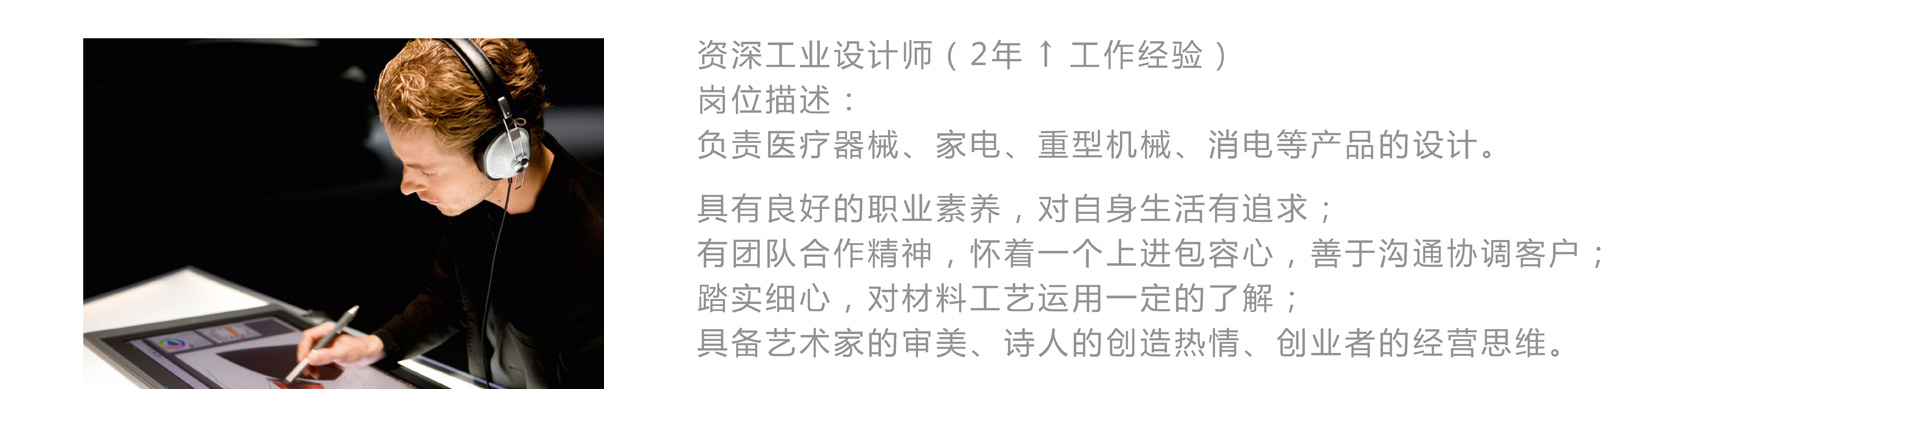 资深工业设计师（2年 ↑ 工作经验）
岗位描述：
负责医疗器械、家电、重型机械、消电等产品的设计。
具有良好的职业素养，对自身生活有追求；
有团队合作精神，怀着一个上进包容心，善于沟通协调客户；
踏实细心，对材料工艺运用一定的了解；
具备艺术家的审美、诗人的创造热情、创业者的经营思维。